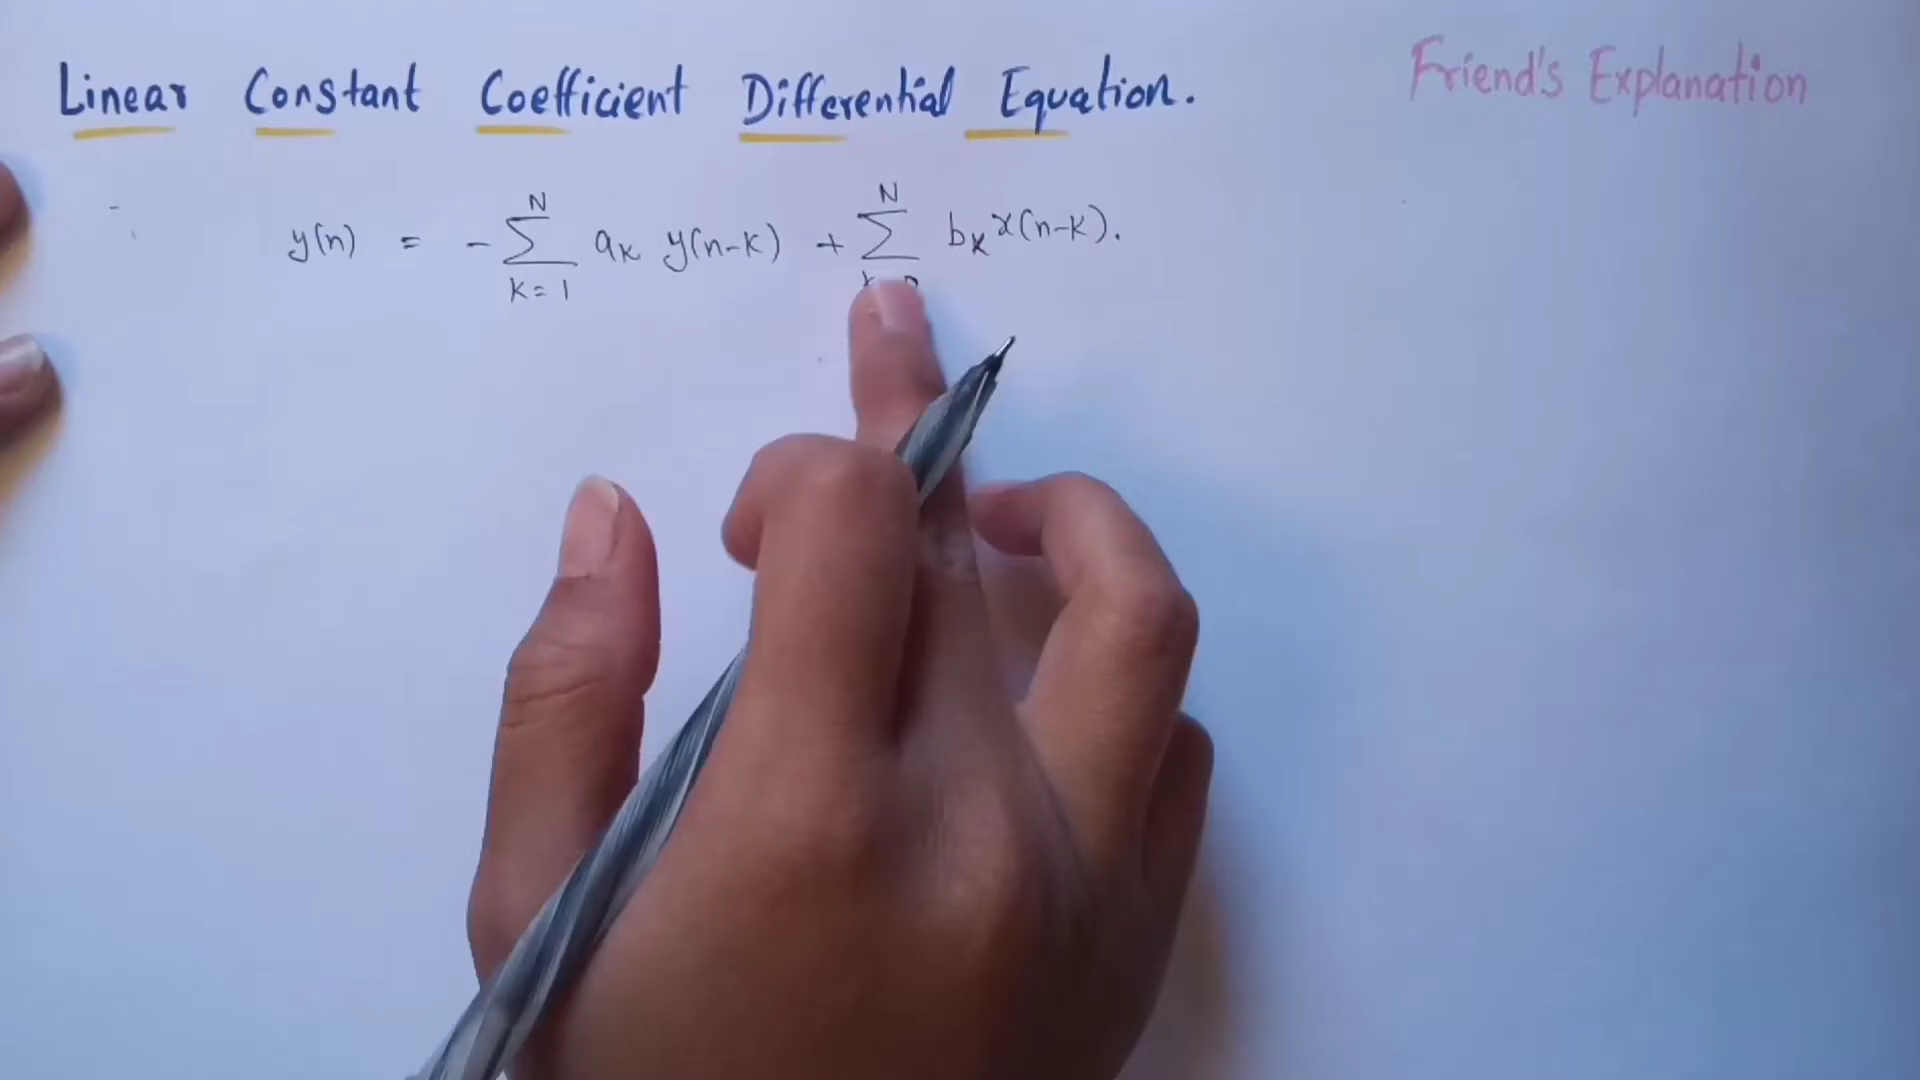 Linear Constant Coefficient Differential Equation.
Friend's Explanation
y(n) = - ∑_{k=1}^{N} a_k y(n-k) + ∑^{N} b_k x(n-k).